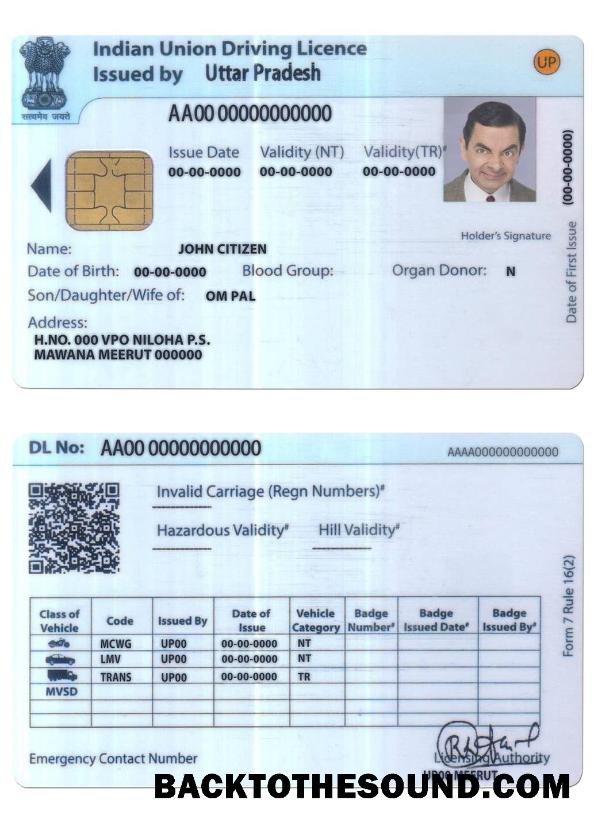 Indian Union Driving Licence
Issued by Uttar Pradesh
UP
सत्यमेव जयते
AA00 00000000000000
Issue Date Validity (NT) Validity(TR)#
00-00-0000 00-00-0000 00-00-0000
Holder's Signature
Date of First Issue (00-00-0000)
Name: JOHN CITIZEN
Date of Birth: 00-00-0000 Blood Group: Organ Donor: N
Son/Daughter/Wife of: OM PAL
Address:
H.NO. 000 VPO NILOHA P.S.
MAWANA MEERUT 000000
DL No: AA00 00000000000 AAAA000000000000
Invalid Carriage (Regn Numbers)#
Hazardous Validity# Hill Validity#
Form 7 Rule 16(2)
Class of Vehicle Code Issued By Date of Issue Vehicle Category Badge Number# Badge Issued Date# Badge Issued By#
MCWG UP00 00-00-0000 NT
LMV UP00 00-00-0000 NT
TRANS UP00 00-00-0000 TR
MVSD
Emergency Contact Number
Licensing Authority
UP00 MEERUT
BACKTOTHESOUND.COM